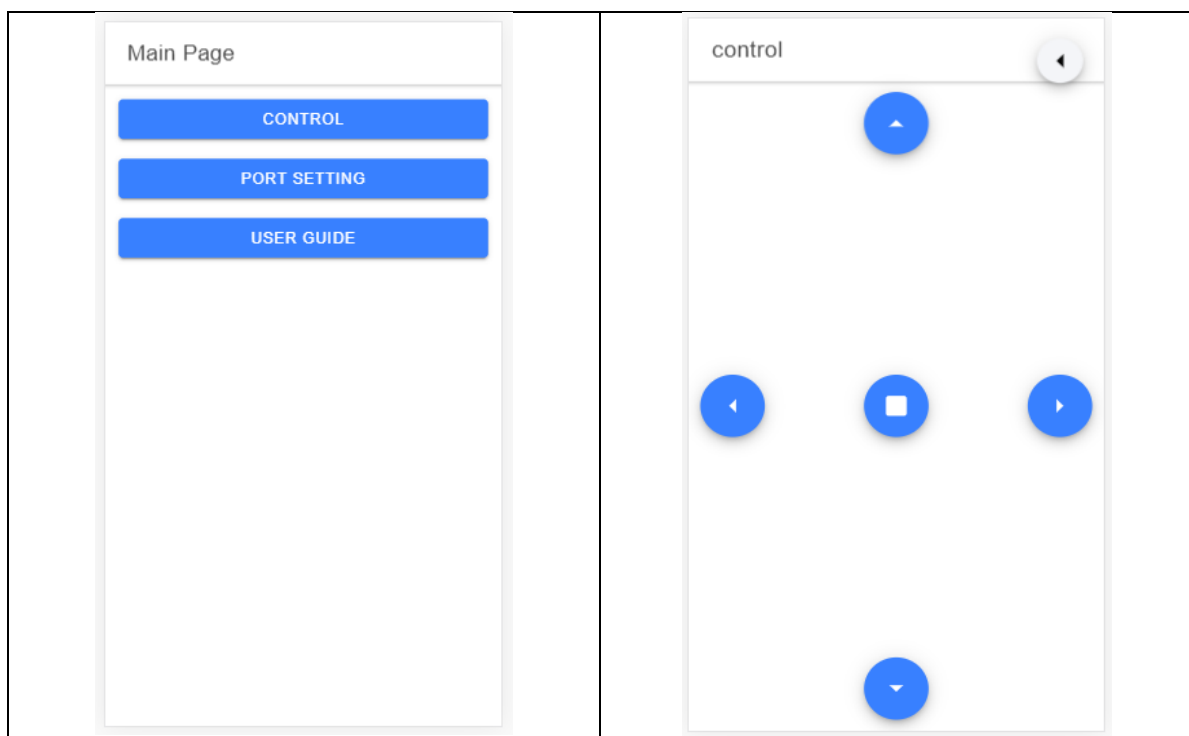 Main Page
CONTROL
PORT SETTING
USER GUIDE
control